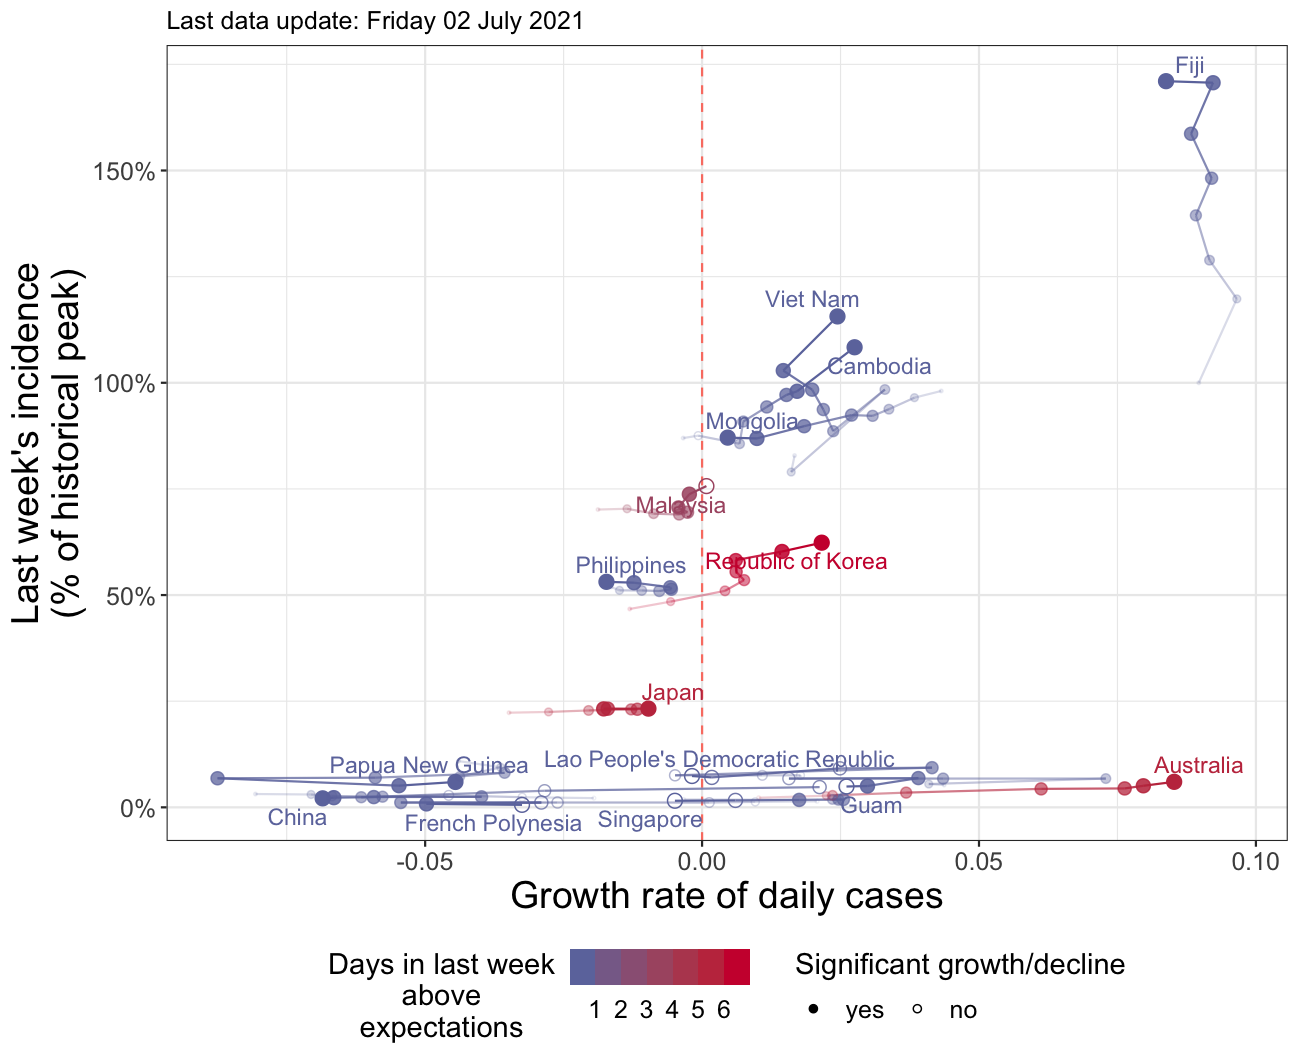 Last data update: Friday 02 July 2021
Last week's incidence
(% of historical peak)
150%
100%
50%
0%
Fiji
Viet Nam
Cambodia
Mongolia
Malaysia
Republic of Korea
Philippines
Japan
Papua New Guinea
Lao People's Democratic Republic
Australia
China
French Polynesia
Singapore
Guam
-0.05
0.00
0.05
0.10
Growth rate of daily cases
Days in last week
above
expectations
1 2 3 4 5 6
Significant growth/decline
yes no